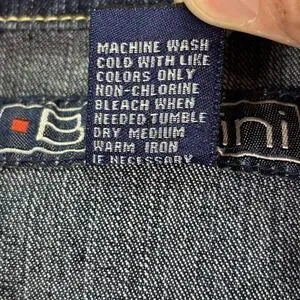 MACHINE WASH
COLD WITH LIKE
COLORS ONLY
NON-CHLORINE
BLEACH WHEN
NEEDED TUMBLE
DRY MEDIUM
WARM IRON
IF NECESSARY